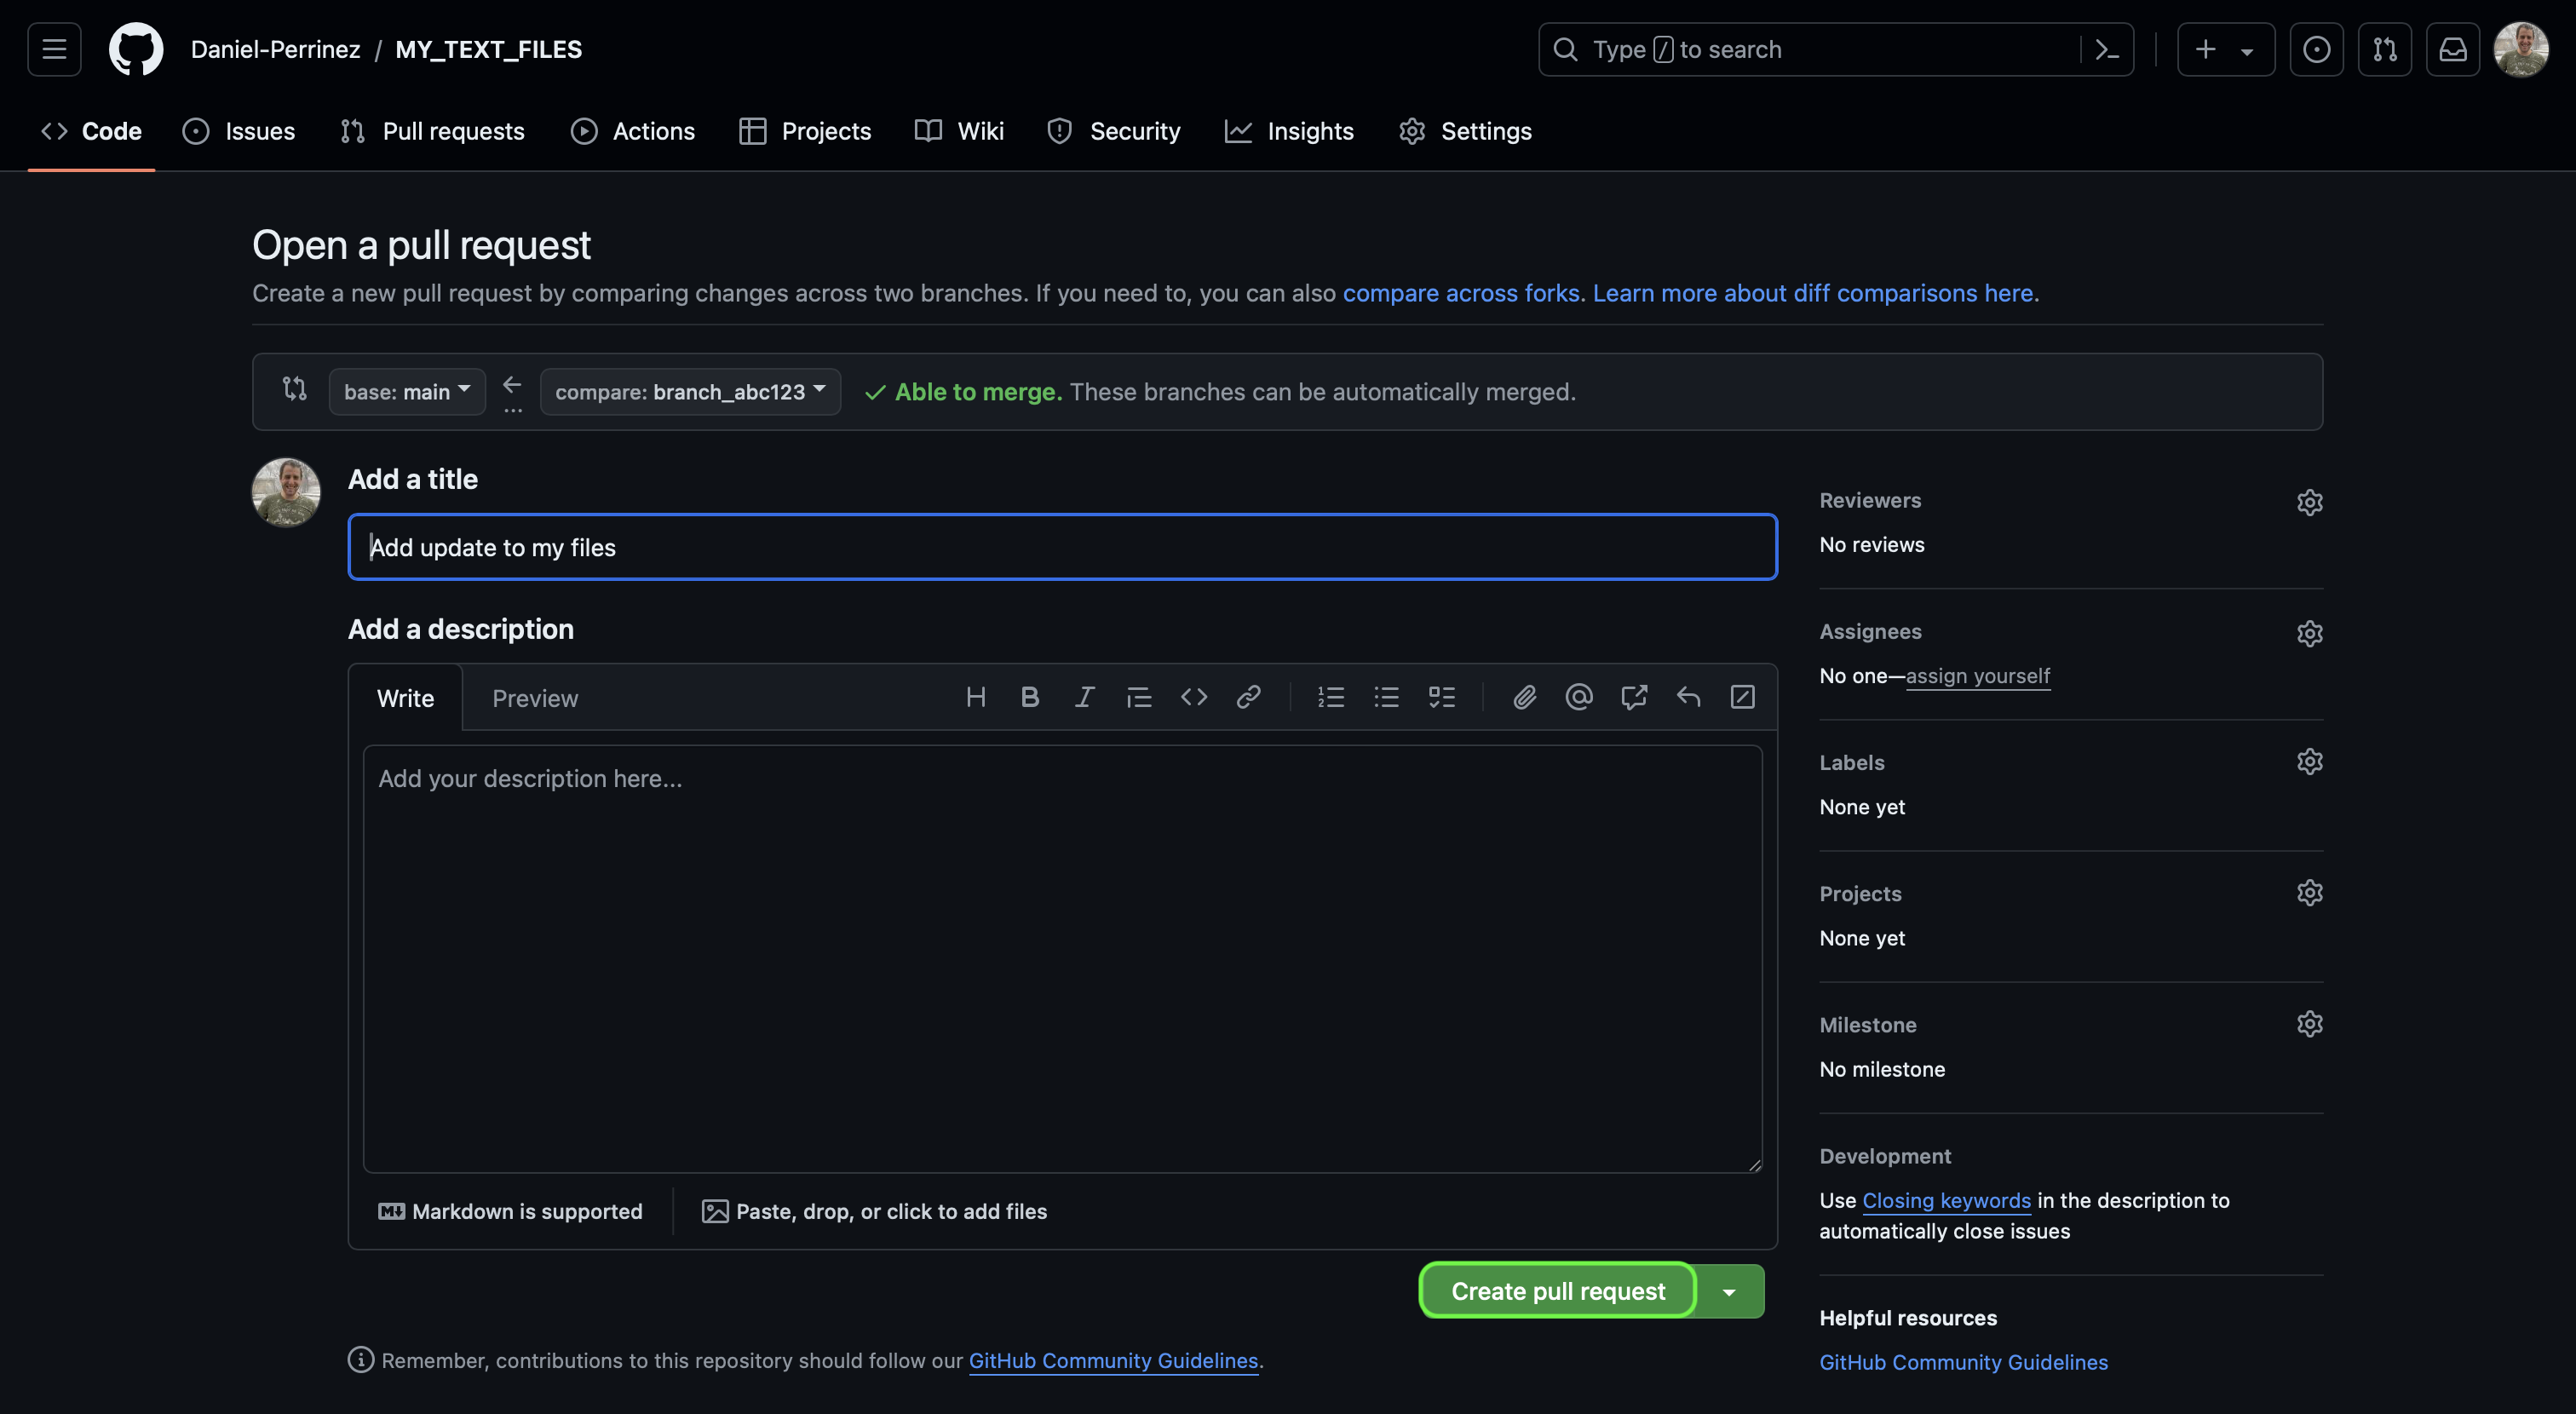 Daniel-Perrinez / MY_TEXT_FILES
Type / to search
Code Issues Pull requests Actions Projects Wiki Security Insights Settings
Open a pull request
Create a new pull request by comparing changes across two branches. If you need to, you can also compare across forks. Learn more about diff comparisons here.
base: main compare: branch_abc123 Able to merge. These branches can be automatically merged.
Add a title
Add update to my files
Add a description
Write Preview
Add your description here...
Markdown is supported Paste, drop, or click to add files
Create pull request
Remember, contributions to this repository should follow our GitHub Community Guidelines.
Reviewers
No reviews
Assignees
No one—assign yourself
Labels
None yet
Projects
None yet
Milestone
No milestone
Development
Use Closing keywords in the description to
automatically close issues
Helpful resources
GitHub Community Guidelines